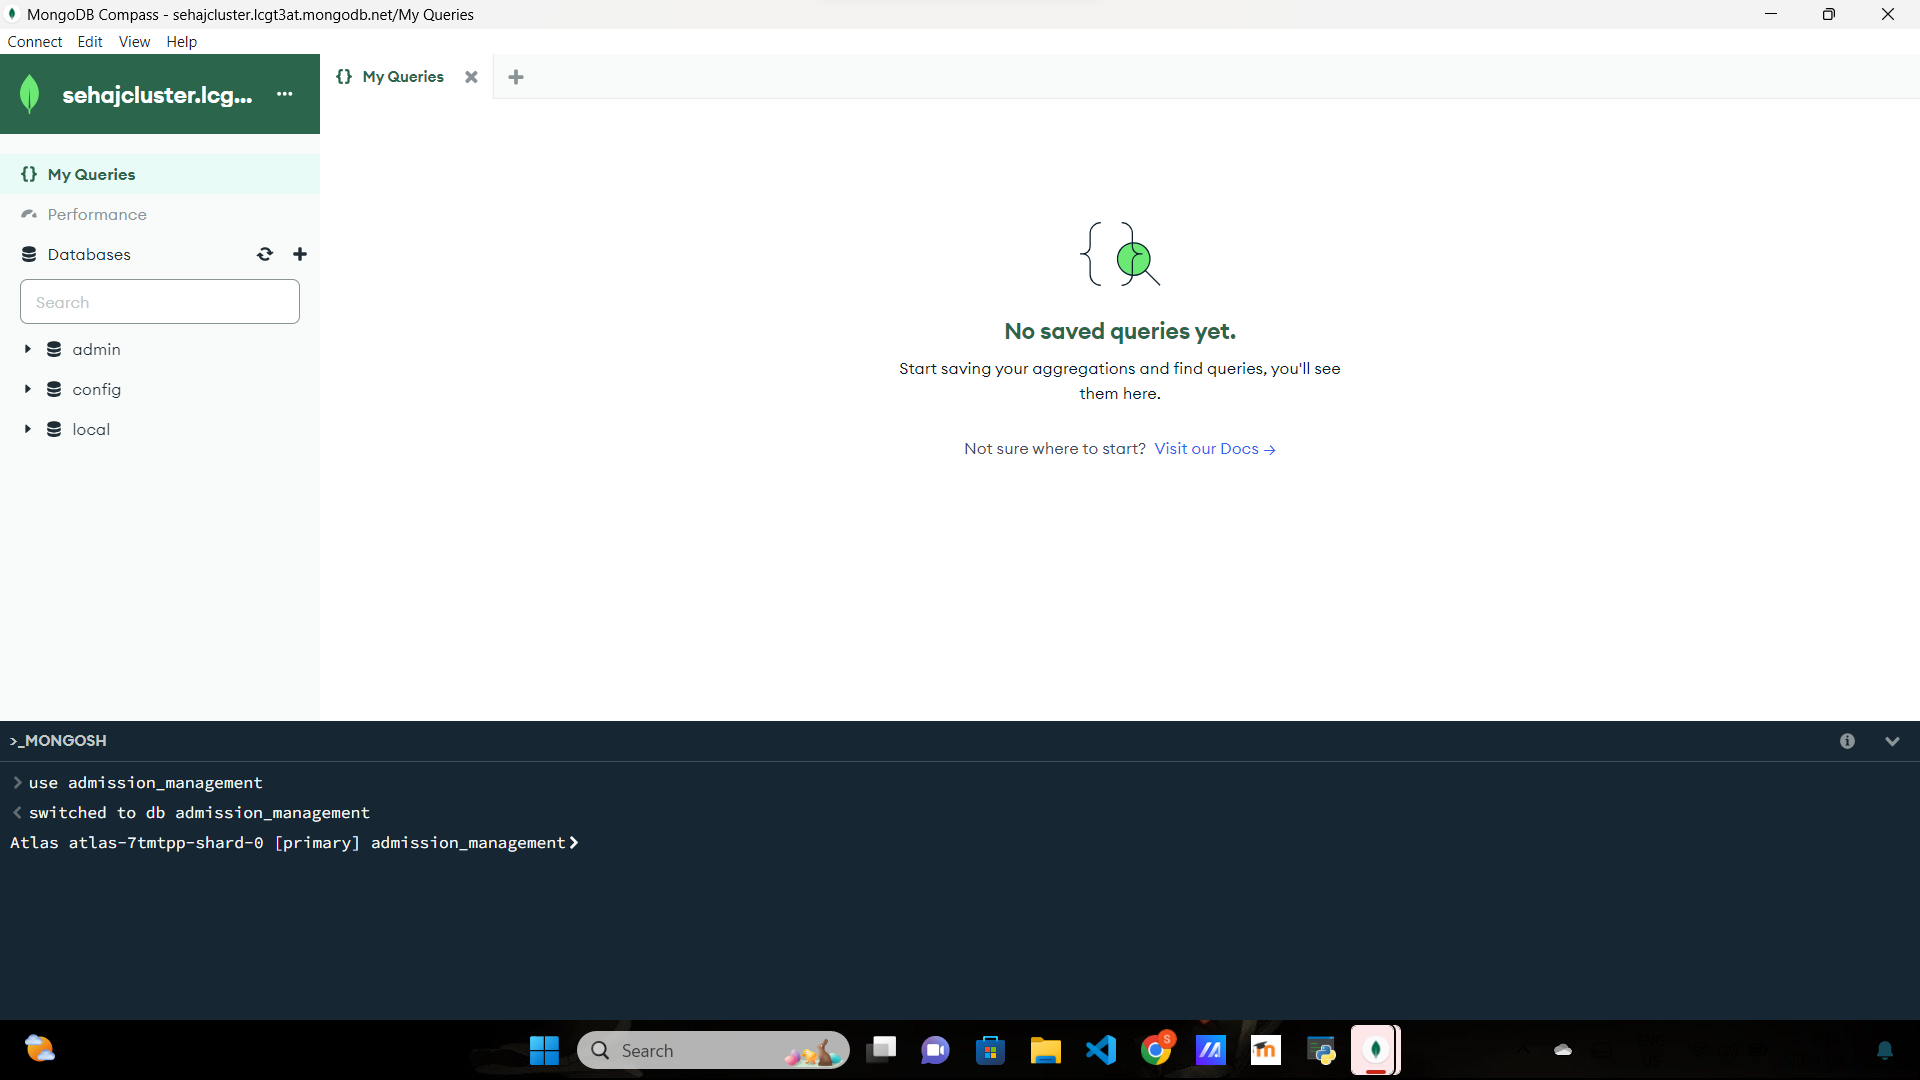 MongoDB Compass - sehajcluster.lcgt3at.mongodb.net/My Queries
Connect Edit View Help
sehajcluster.lcg... ...
{} My Queries
{} My Queries
Performance
Databases
Search
admin
config
local
No saved queries yet.
Start saving your aggregations and find queries, you'll see
them here.
Not sure where to start? Visit our Docs →
>_MONGOSH
> use admission_management
< switched to db admission_management
Atlas atlas-7tmtpp-shard-0 [primary] admission_management>
Search
S